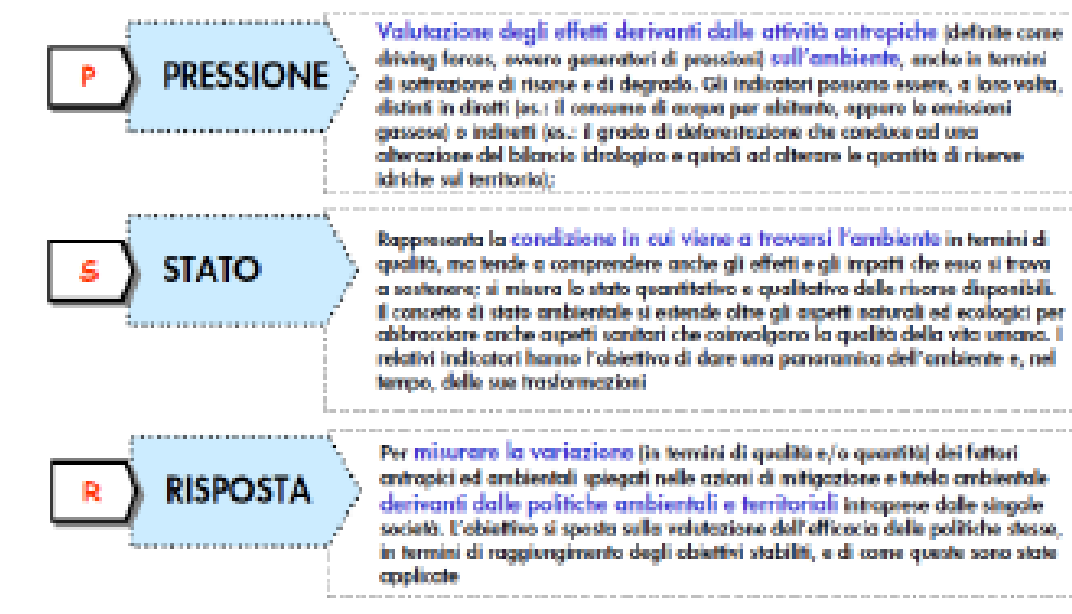 P
PRESSIONE
Valutazione degli effetti derivanti dalle attività antropiche (definite come
driving forces, ovvero generatori di pressioni) sull'ambiente, anche in termini
di sottrazione di risorse e di degrado. Gli indicatori possono essere, a loro volta,
distinti in diretti (es.: il consumo di acqua per abitante, oppure le emissioni
gassose) o indiretti (es.: il grado di deforestazione che conduce ad una
alterazione del bilancio idrologico e quindi ad alterare le quantità di riserve
idriche sul territorio);
S
STATO
Rappresenta la condizione in cui viene a trovarsi l'ambiente in termini di
qualità, ma tende a comprendere anche gli effetti e gli impatti che esso si trova
a sostenere; si misura lo stato quantitativo e qualitativo delle risorse disponibili.
Il concetto di stato ambientale si estende oltre gli aspetti naturali ed ecologici per
abbracciare anche aspetti sanitari che coinvolgono la qualità della vita umana. I
relativi indicatori hanno l'obiettivo di dare una panoramica dell'ambiente e, nel
tempo, delle sue trasformazioni
R
RISPOSTA
Per misurare la variazione (in termini di qualità e/o quantità) dei fattori
antropici ed ambientali spiegati nelle azioni di mitigazione e tutela ambientale
derivanti dalle politiche ambientali e territoriali intraprese dalle singole
società. L'obiettivo si sposta sulla valutazione dell'efficacia delle politiche stesse,
in termini di raggiungimento degli obiettivi stabiliti, e di come queste sono state
applicate